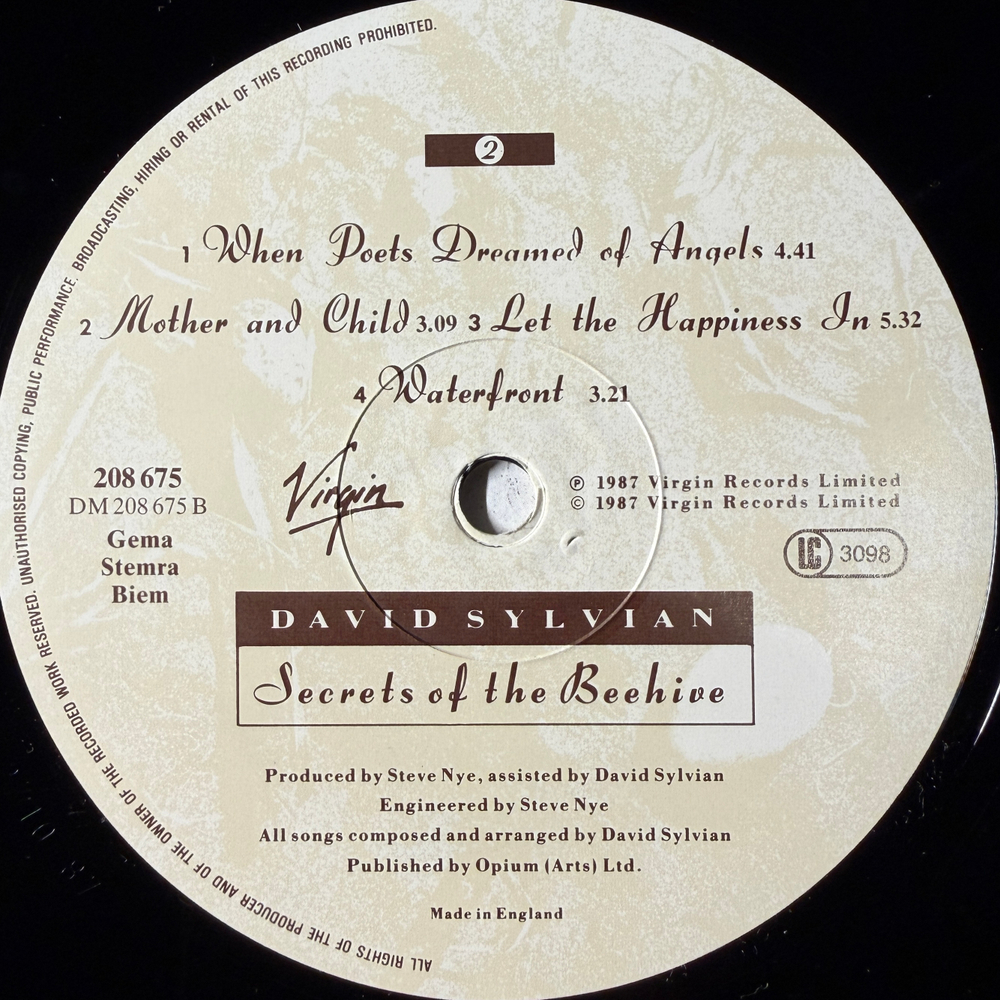 ALL RIGHTS OF THE PRODUCER AND OF THE OWNER OF THE RECORDED WORK RESERVED. UNAUTHORISED COPYING, PUBLIC PERFORMANCE. BROADCASTING, HIRING OR RENTAL OF THIS RECORDING PROHIBITED.
2
1 When Poets Dreamed of Angels 4.41
2 Mother and Child 3.09 3 Let the Happiness In 5.32
4 Waterfront 3.21
208 675
DM 208 675 B
Gema
Stemra
Biem
Virgin
℗ 1987 Virgin Records Limited
© 1987 Virgin Records Limited
LC 3098
DAVID SYLVIAN
Secrets of the Beehive
Produced by Steve Nye, assisted by David Sylvian
Engineered by Steve Nye
All songs composed and arranged by David Sylvian
Published by Opium (Arts) Ltd.
Made in England